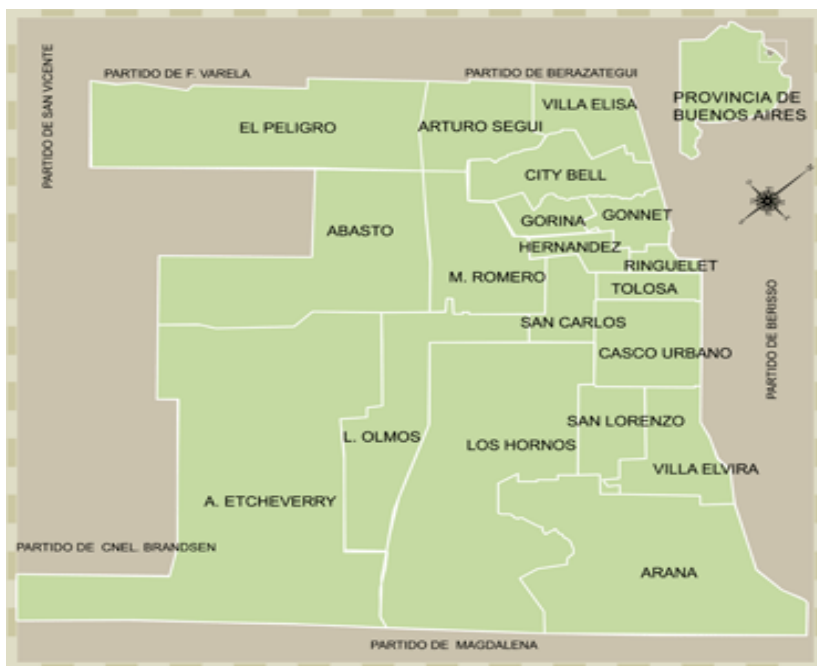 PARTIDO DE SAN VICENTE
PARTIDO DE F. VARELA
PARTIDO DE BERAZATEGUI
PROVINCIA DE
BUENOS AIRES
VILLA ELISA
EL PELIGRO
ARTURO SEGUI
CITY BELL
GORINA
GONNET
ABASTO
HERNANDEZ
RINGUELET
M. ROMERO
TOLOSA
SAN CARLOS
CASCO URBANO
PARTIDO DE BERISSO
SAN LORENZO
L. OLMOS
LOS HORNOS
VILLA ELVIRA
A. ETCHEVERRY
PARTIDO DE CNEL. BRANDSEN
ARANA
PARTIDO DE MAGDALENA